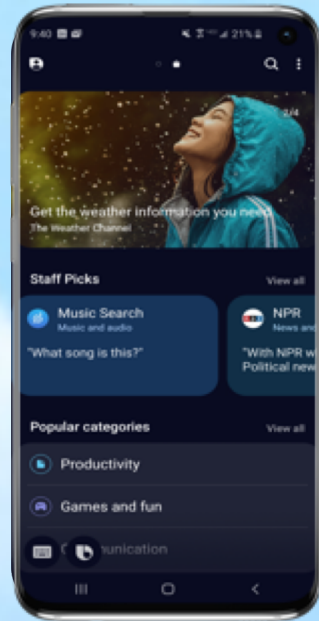 9:40
21%
2/4
Get the weather information you need
The Weather Channel
Staff Picks
View all
Music Search
Music and audio
"What song is this?"
NPR
News and
"With NPR w
Political new
Popular categories
View all
Productivity
Games and fun
Communication